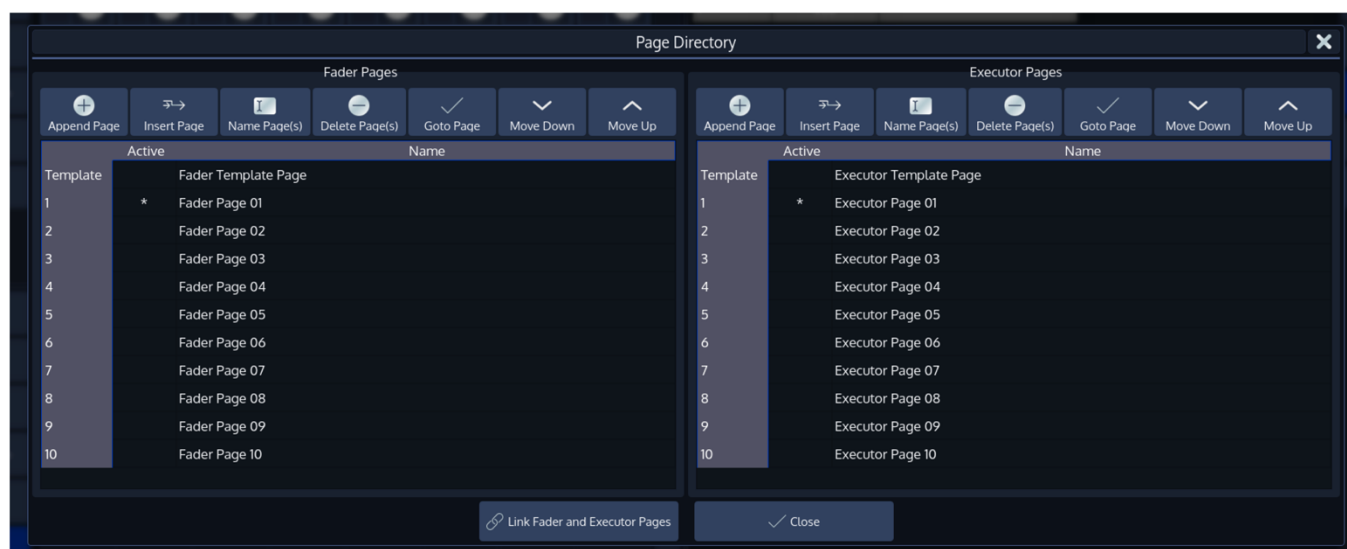 Page Directory
Fader Pages
Append Page Insert Page Name Page(s) Delete Page(s) Goto Page Move Down Move Up
Active Name
Template Fader Template Page
1 * Fader Page 01
2 Fader Page 02
3 Fader Page 03
4 Fader Page 04
5 Fader Page 05
6 Fader Page 06
7 Fader Page 07
8 Fader Page 08
9 Fader Page 09
10 Fader Page 10
Executor Pages
Append Page Insert Page Name Page(s) Delete Page(s) Goto Page Move Down Move Up
Active Name
Template Executor Template Page
1 * Executor Page 01
2 Executor Page 02
3 Executor Page 03
4 Executor Page 04
5 Executor Page 05
6 Executor Page 06
7 Executor Page 07
8 Executor Page 08
9 Executor Page 09
10 Executor Page 10
Link Fader and Executor Pages Close